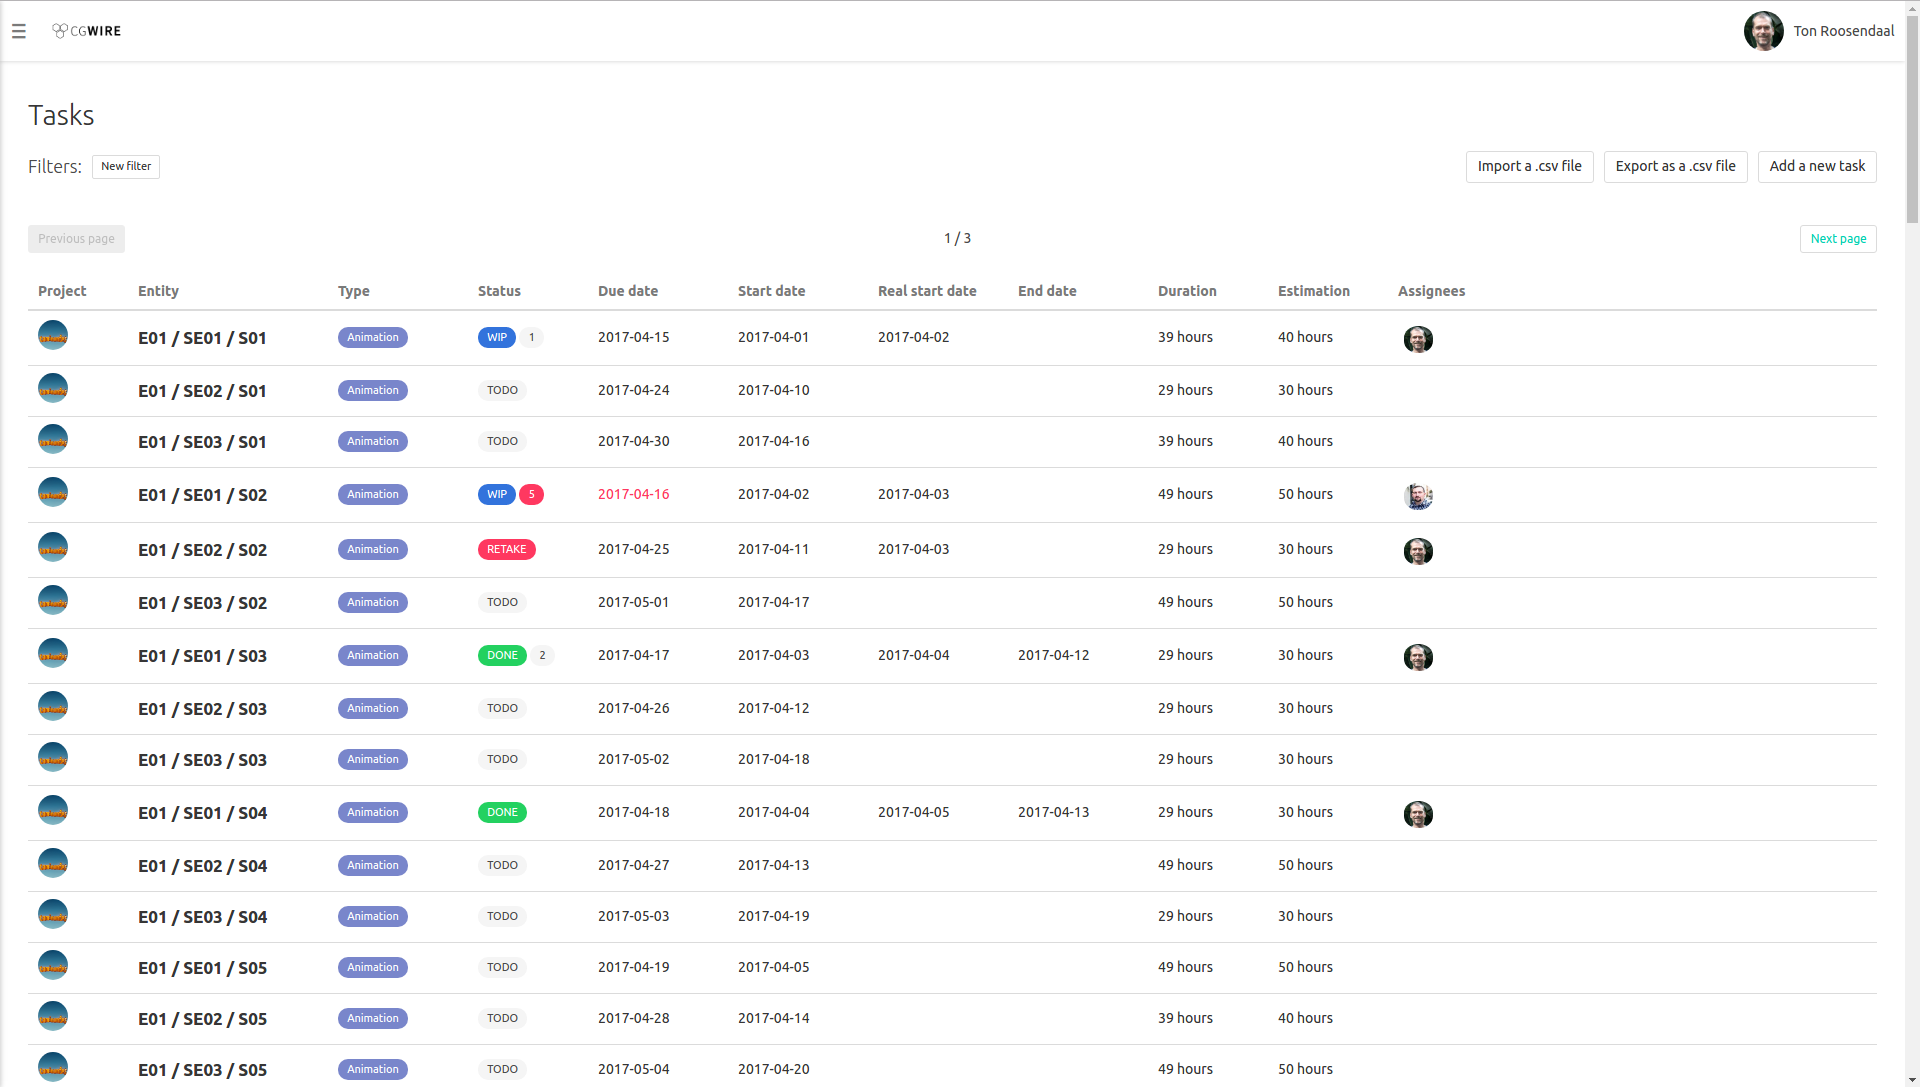 CGWIRE
Ton Roosendaal
Tasks
Filters: New filter
Import a .csv file Export as a .csv file Add a new task
Previous page 1 / 3 Next page
Project Entity Type Status Due date Start date Real start date End date Duration Estimation Assignees
E01 / SE01 / S01 Animation WIP 1 2017-04-15 2017-04-01 2017-04-02 39 hours 40 hours
E01 / SE02 / S01 Animation TODO 2017-04-24 2017-04-10 29 hours 30 hours
E01 / SE03 / S01 Animation TODO 2017-04-30 2017-04-16 39 hours 40 hours
E01 / SE01 / S02 Animation WIP 5 2017-04-16 2017-04-02 2017-04-03 49 hours 50 hours
E01 / SE02 / S02 Animation RETAKE 2017-04-25 2017-04-11 2017-04-03 29 hours 30 hours
E01 / SE03 / S02 Animation TODO 2017-05-01 2017-04-17 49 hours 50 hours
E01 / SE01 / S03 Animation DONE 2 2017-04-17 2017-04-03 2017-04-04 2017-04-12 29 hours 30 hours
E01 / SE02 / S03 Animation TODO 2017-04-26 2017-04-12 29 hours 30 hours
E01 / SE03 / S03 Animation TODO 2017-05-02 2017-04-18 29 hours 30 hours
E01 / SE01 / S04 Animation DONE 2017-04-18 2017-04-04 2017-04-05 2017-04-13 29 hours 30 hours
E01 / SE02 / S04 Animation TODO 2017-04-27 2017-04-13 49 hours 50 hours
E01 / SE03 / S04 Animation TODO 2017-05-03 2017-04-19 29 hours 30 hours
E01 / SE01 / S05 Animation TODO 2017-04-19 2017-04-05 49 hours 50 hours
E01 / SE02 / S05 Animation TODO 2017-04-28 2017-04-14 39 hours 40 hours
E01 / SE03 / S05 Animation TODO 2017-05-04 2017-04-20 49 hours 50 hours